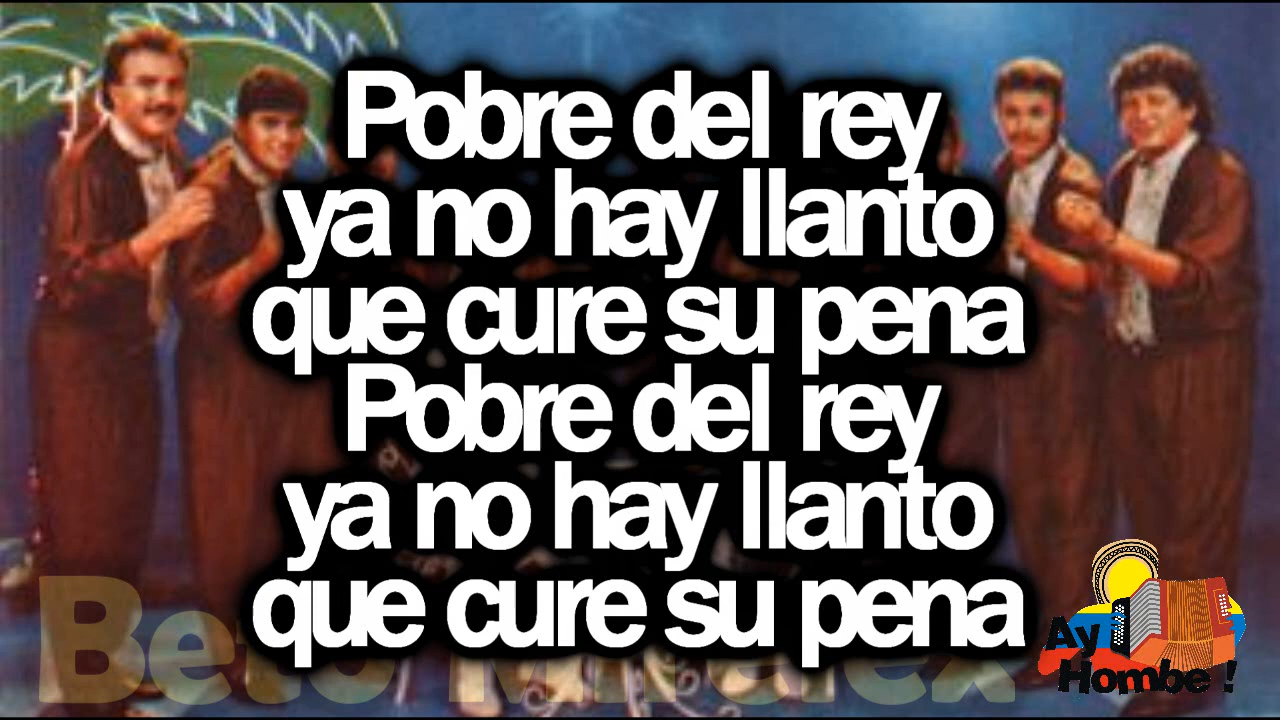 Pobre del rey
ya no hay llanto
que cure su pena
Pobre del rey
ya no hay llanto
que cure su pena
Ay
Hombe !